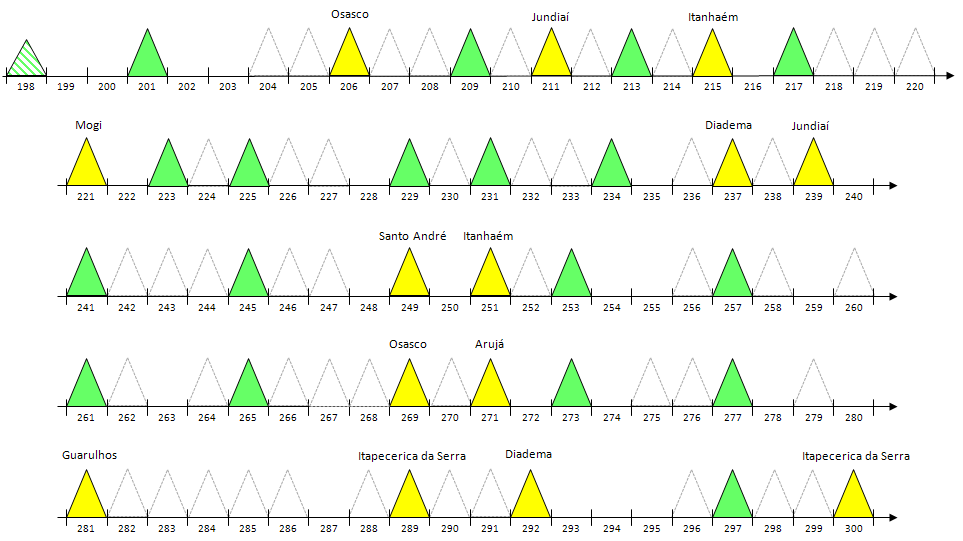 Osasco Jundiaí Itanhaém
198 199 200 201 202 203 204 205 206 207 208 209 210 211 212 213 214 215 216 217 218 219 220
Mogi Diadema Jundiaí
221 222 223 224 225 226 227 228 229 230 231 233 234 235 236 237 238 239 240
Santo André Itanhaém
241 242 243 244 245 246 247 248 249 250 251 252 253 254 255 256 257 258 259 260
Osasco Arujá
261 262 263 264 265 266 267 268 269 270 271 272 273 274 275 276 277 278 279 280
Guarulhos Itapecerica da Serra Diadema Itapecerica da Serra
281 282 283 284 285 286 287 288 289 290 291 292 293 294 295 296 297 298 299 300